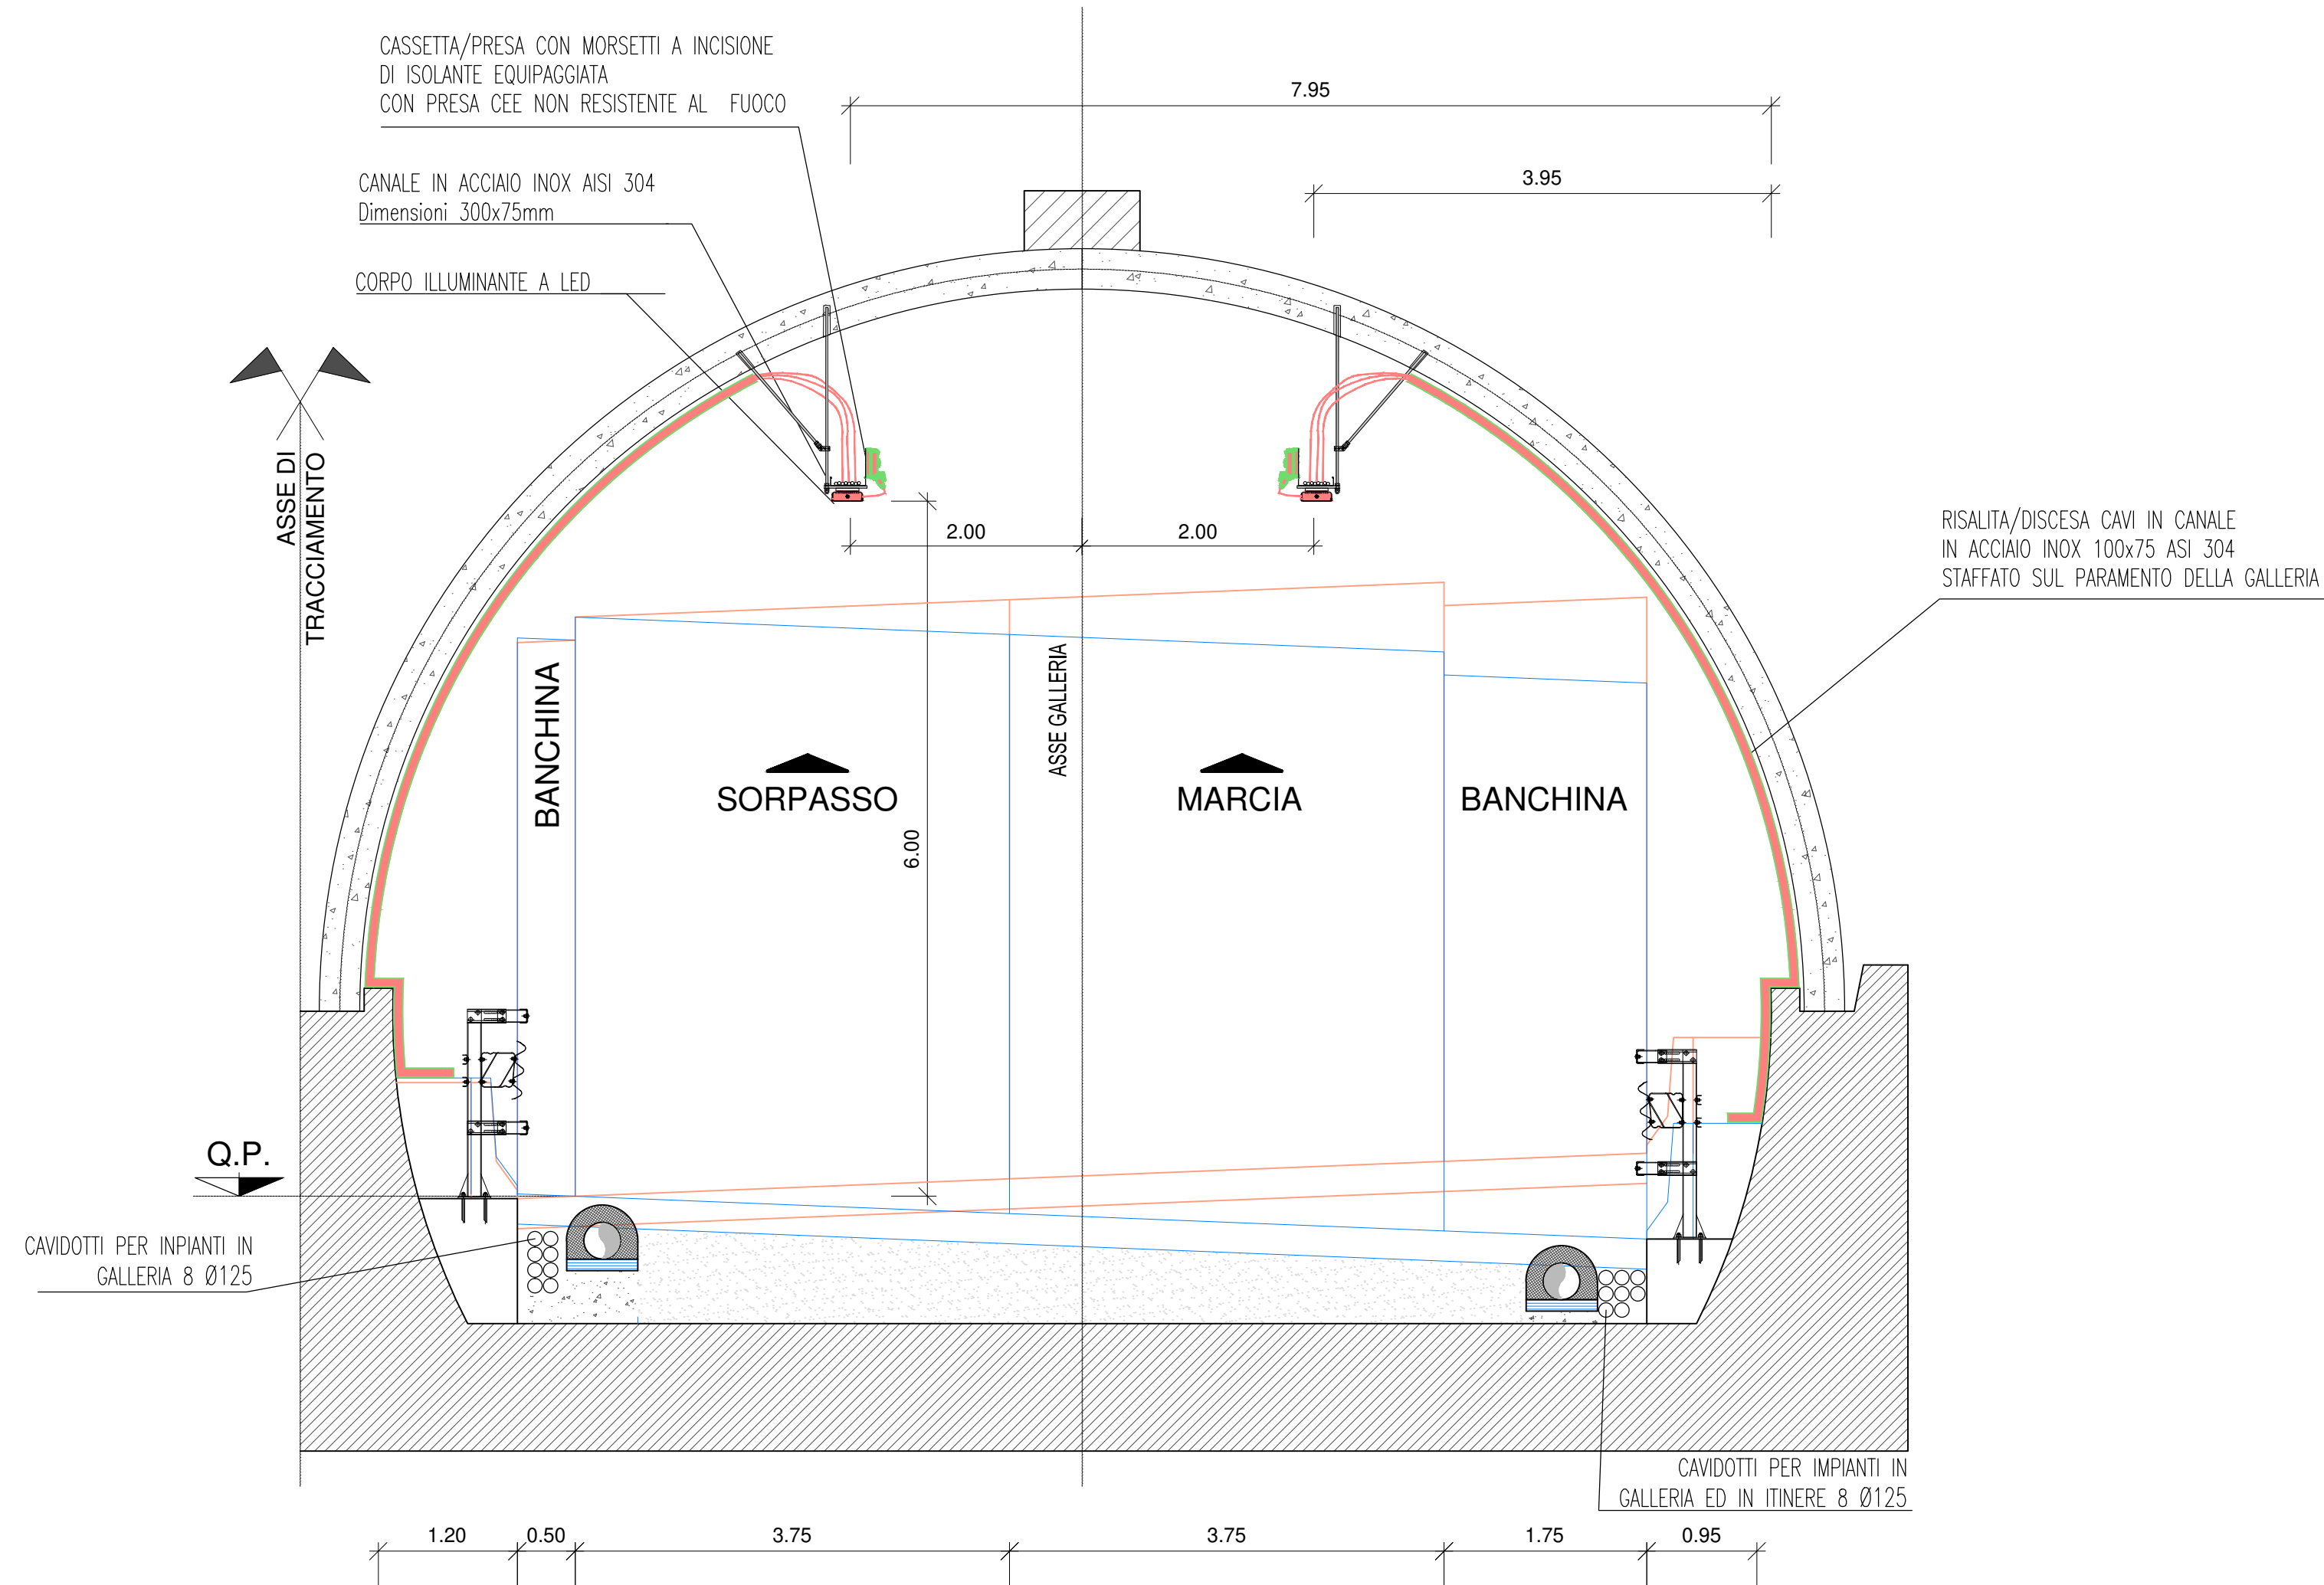 CASSETTA/PRESA CON MORSETTI A INCISIONE
DI ISOLANTE EQUIPAGGIATA
CON PRESA CEE NON RESISTENTE AL FUOCO
7.95
CANALE IN ACCIAIO INOX AISI 304
Dimensioni 300x75mm
3.95
CORPO ILLUMINANTE A LED
ASSE DI
TRACCIAMENTO
2.00
2.00
RISALITA/DISCESA CAVI IN CANALE
IN ACCIAIO INOX 100x75 ASI 304
STAFFATO SUL PARAMENTO DELLA GALLERIA
BANCHINA
SORPASSO
6.00
ASSE GALLERIA
MARCIA
BANCHINA
Q.P.
CAVIDOTTI PER INPIANTI IN
GALLERIA 8 Ø125
CAVIDOTTI PER IMPIANTI IN
GALLERIA ED IN ITINERE 8 Ø125
1.20
0.50
3.75
3.75
1.75
0.95